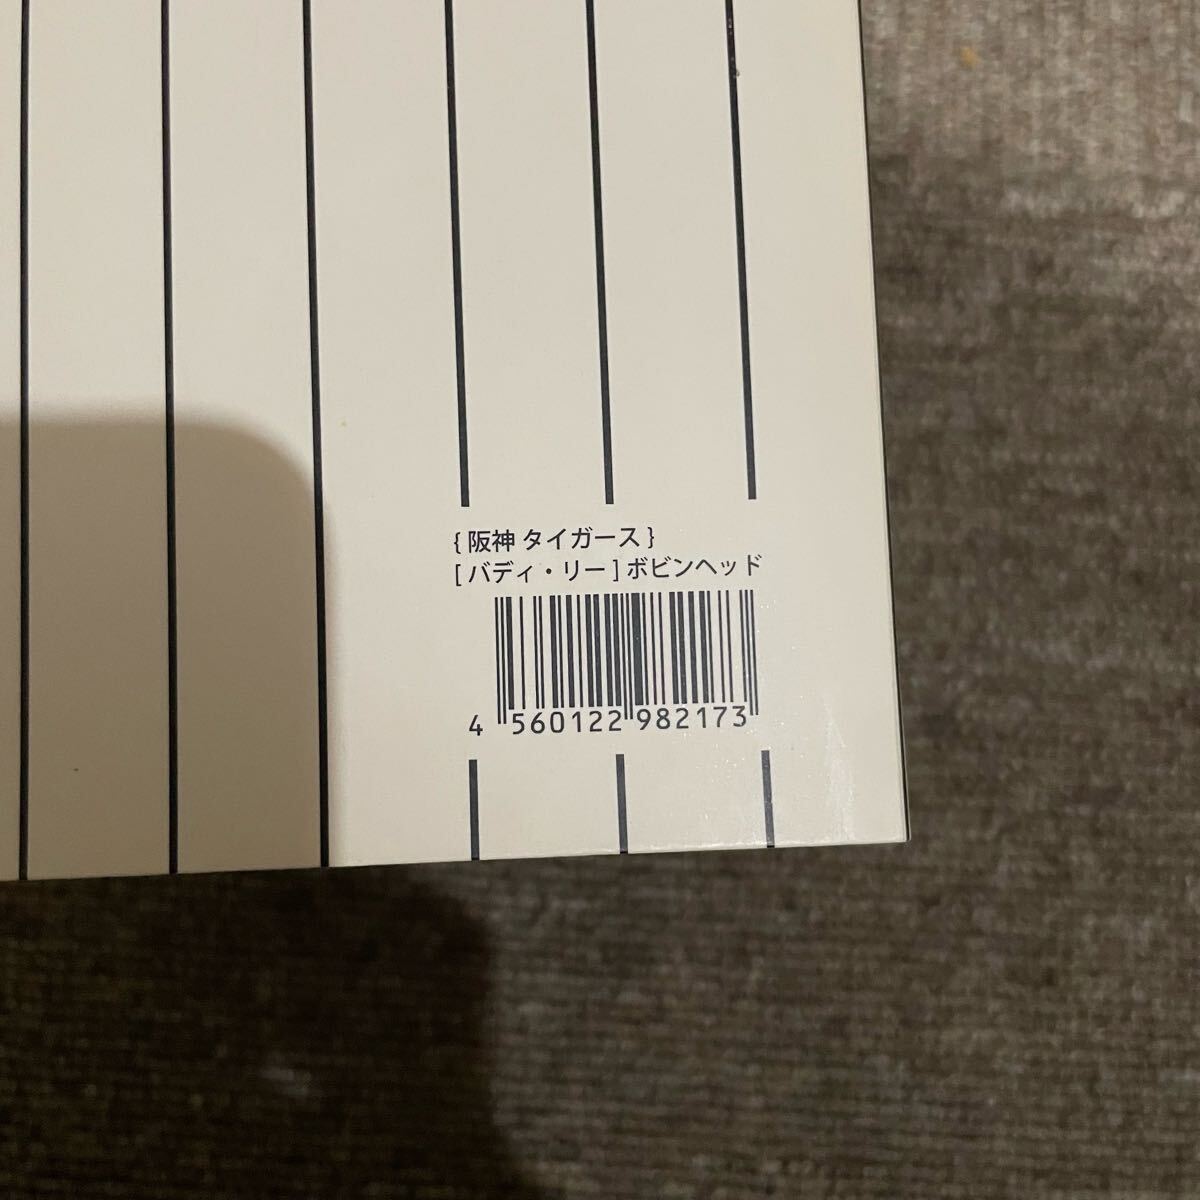 { 阪神 タイガース }
[ バディ・リー ] ボビンヘッド
4 560122 982173